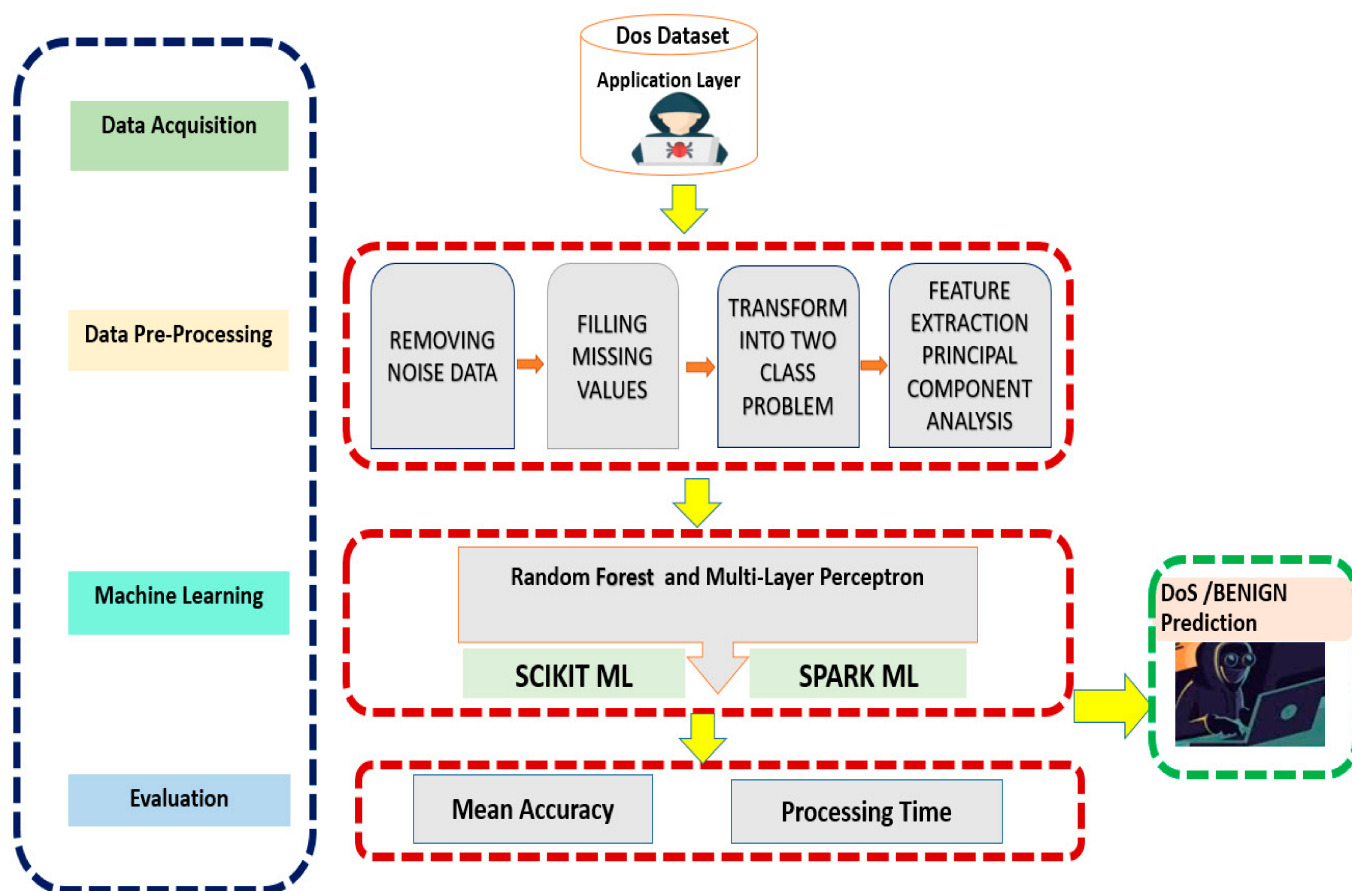 Dos Dataset
Application Layer
Data Acquisition
Data Pre-Processing
REMOVING
NOISE DATA
FILLING
MISSING
VALUES
TRANSFORM
INTO TWO
CLASS
PROBLEM
FEATURE
EXTRACTION
PRINCIPAL
COMPONENT
ANALYSIS
Machine Learning
Random Forest and Multi-Layer Perceptron
SCIKIT ML
SPARK ML
DoS /BENIGN
Prediction
Evaluation
Mean Accuracy
Processing Time